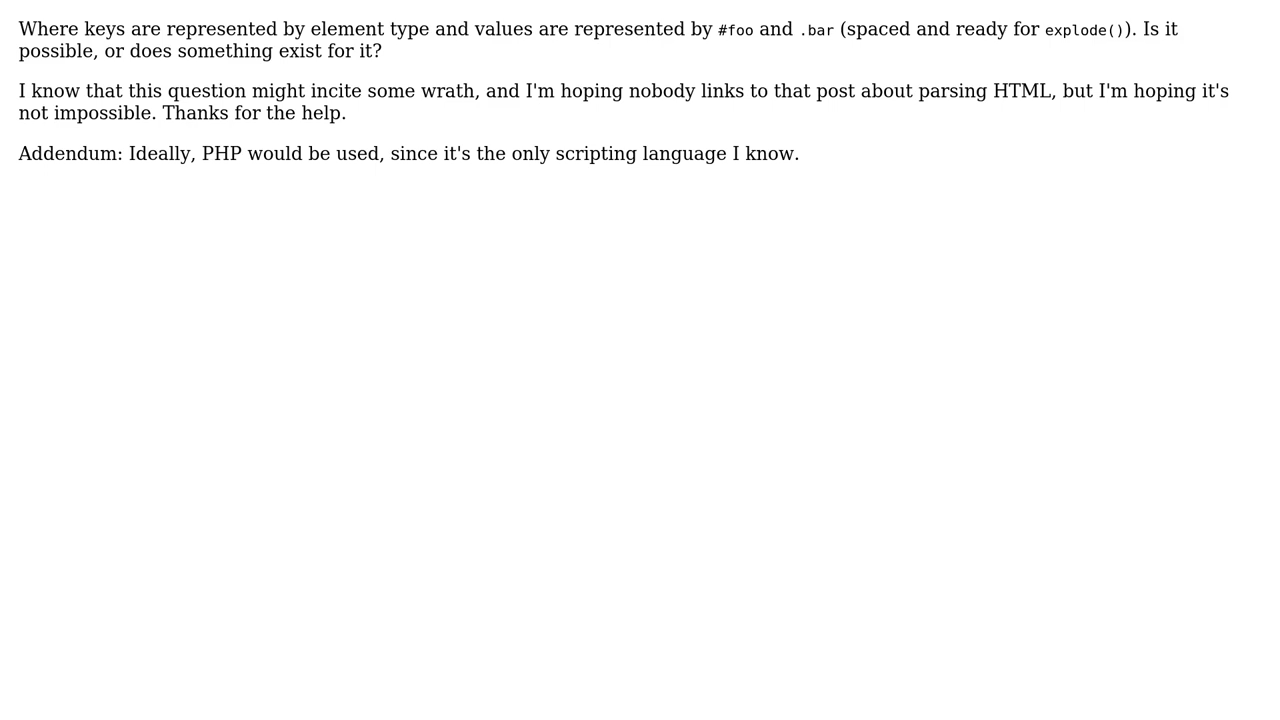 Where keys are represented by element type and values are represented by #foo and .bar (spaced and ready for explode()). Is it
possible, or does something exist for it?
I know that this question might incite some wrath, and I'm hoping nobody links to that post about parsing HTML, but I'm hoping it's
not impossible. Thanks for the help.
Addendum: Ideally, PHP would be used, since it's the only scripting language I know.